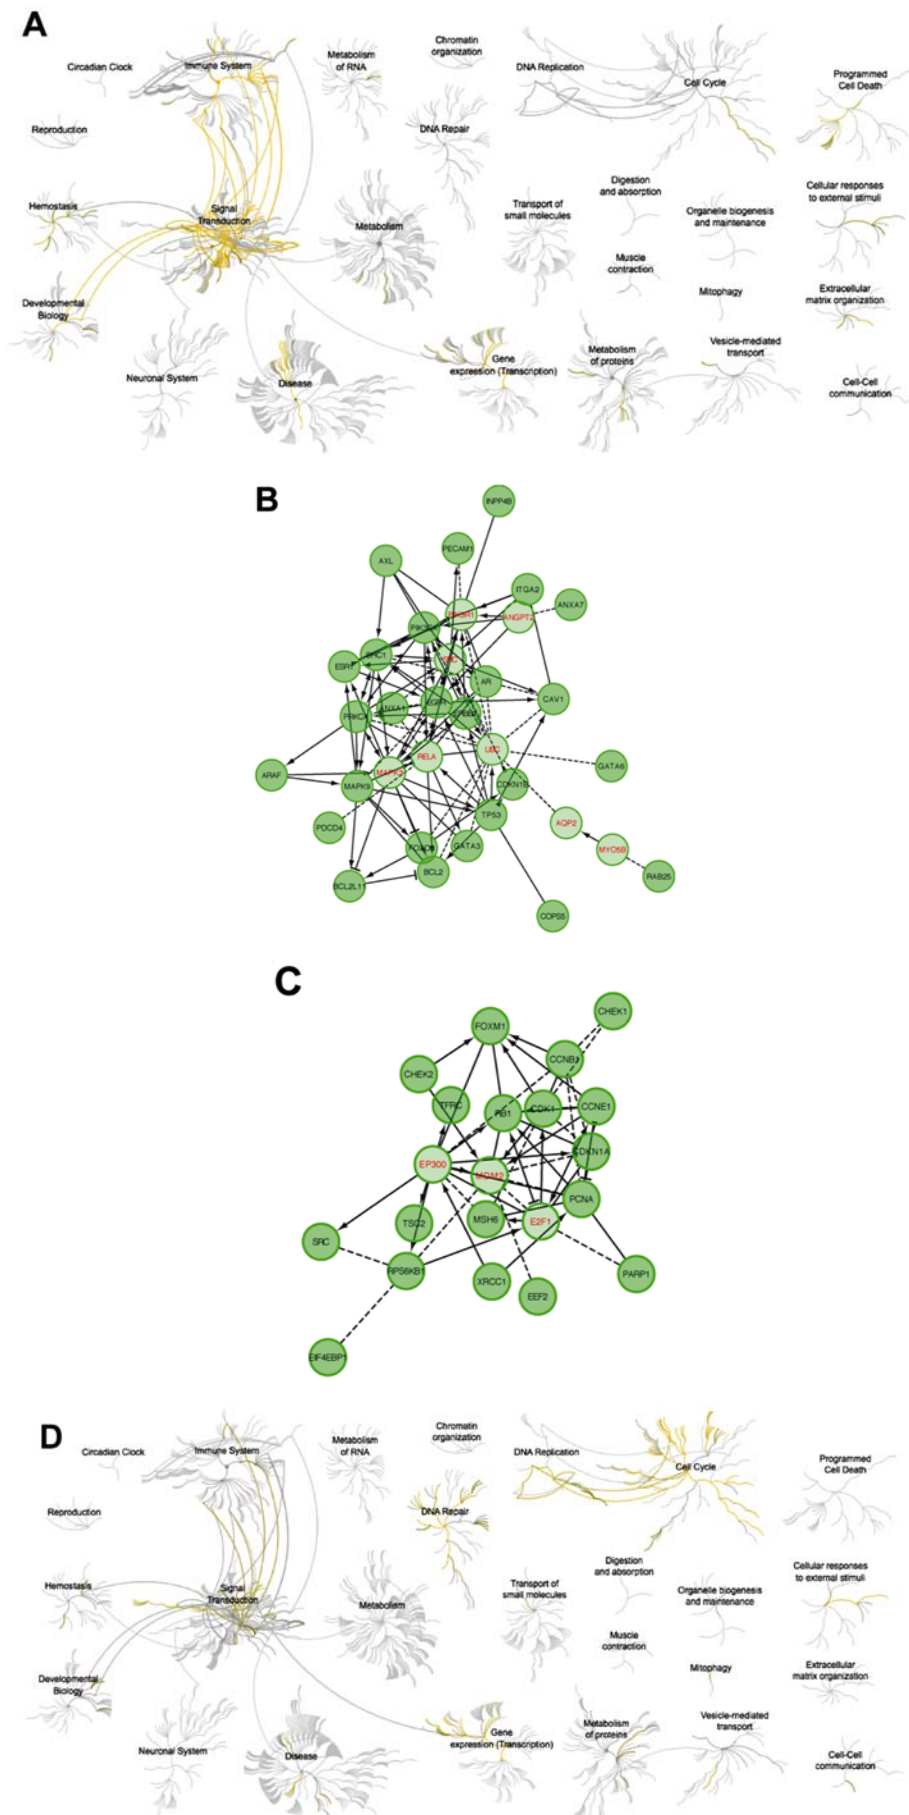 A
Circadian Clock
Immune System
Metabolism
of RNA
Chromatin
organization
DNA Replication
Cell Cycle
Programmed
Cell Death
Reproduction
DNA Repair
Hemostasis
Signal
Transduction
Metabolism
Transport of
small molecules
Digestion
and absorption
Organelle biogenesis
and maintenance
Cellular responses
to external stimuli
Muscle
contraction
Mitophagy
Extracellular
matrix organization
Developmental
Biology
Neuronal System
Disease
Gene
expression (Transcription)
Metabolism
of proteins
Vesicle-mediated
transport
Cell-Cell
communication
B
INPP4B
PECAM1
AXL
ITGA2
ANXA7
ANGPT2
SHC1
ESR1
AR
CAV1
ANXA1
EGFR
ERBB2
PRKCA
UBC
RELA
GATA6
ARAF
MAPK9
CDKN1B
TP53
AQP2
PDCD4
GATA3
MYO5B
BCL2
BCL2L11
RAB25
COPS5
C
CHEK1
FOXM1
CCNB1
CHEK2
TFRC
RB1
CDK1
CCNE1
CDKN1A
EP300
MDM2
PCNA
TSC2
MSH6
E2F1
SRC
RPS6KB1
XRCC1
PARP1
EEF2
EIF4EBP1
D
Circadian Clock
Immune System
Metabolism
of RNA
Chromatin
organization
DNA Replication
Cell Cycle
Programmed
Cell Death
Reproduction
DNA Repair
Hemostasis
Signal
Transduction
Metabolism
Transport of
small molecules
Digestion
and absorption
Organelle biogenesis
and maintenance
Cellular responses
to external stimuli
Muscle
contraction
Mitophagy
Extracellular
matrix organization
Developmental
Biology
Neuronal System
Disease
Gene
expression (Transcription)
Metabolism
of proteins
Vesicle-mediated
transport
Cell-Cell
communication